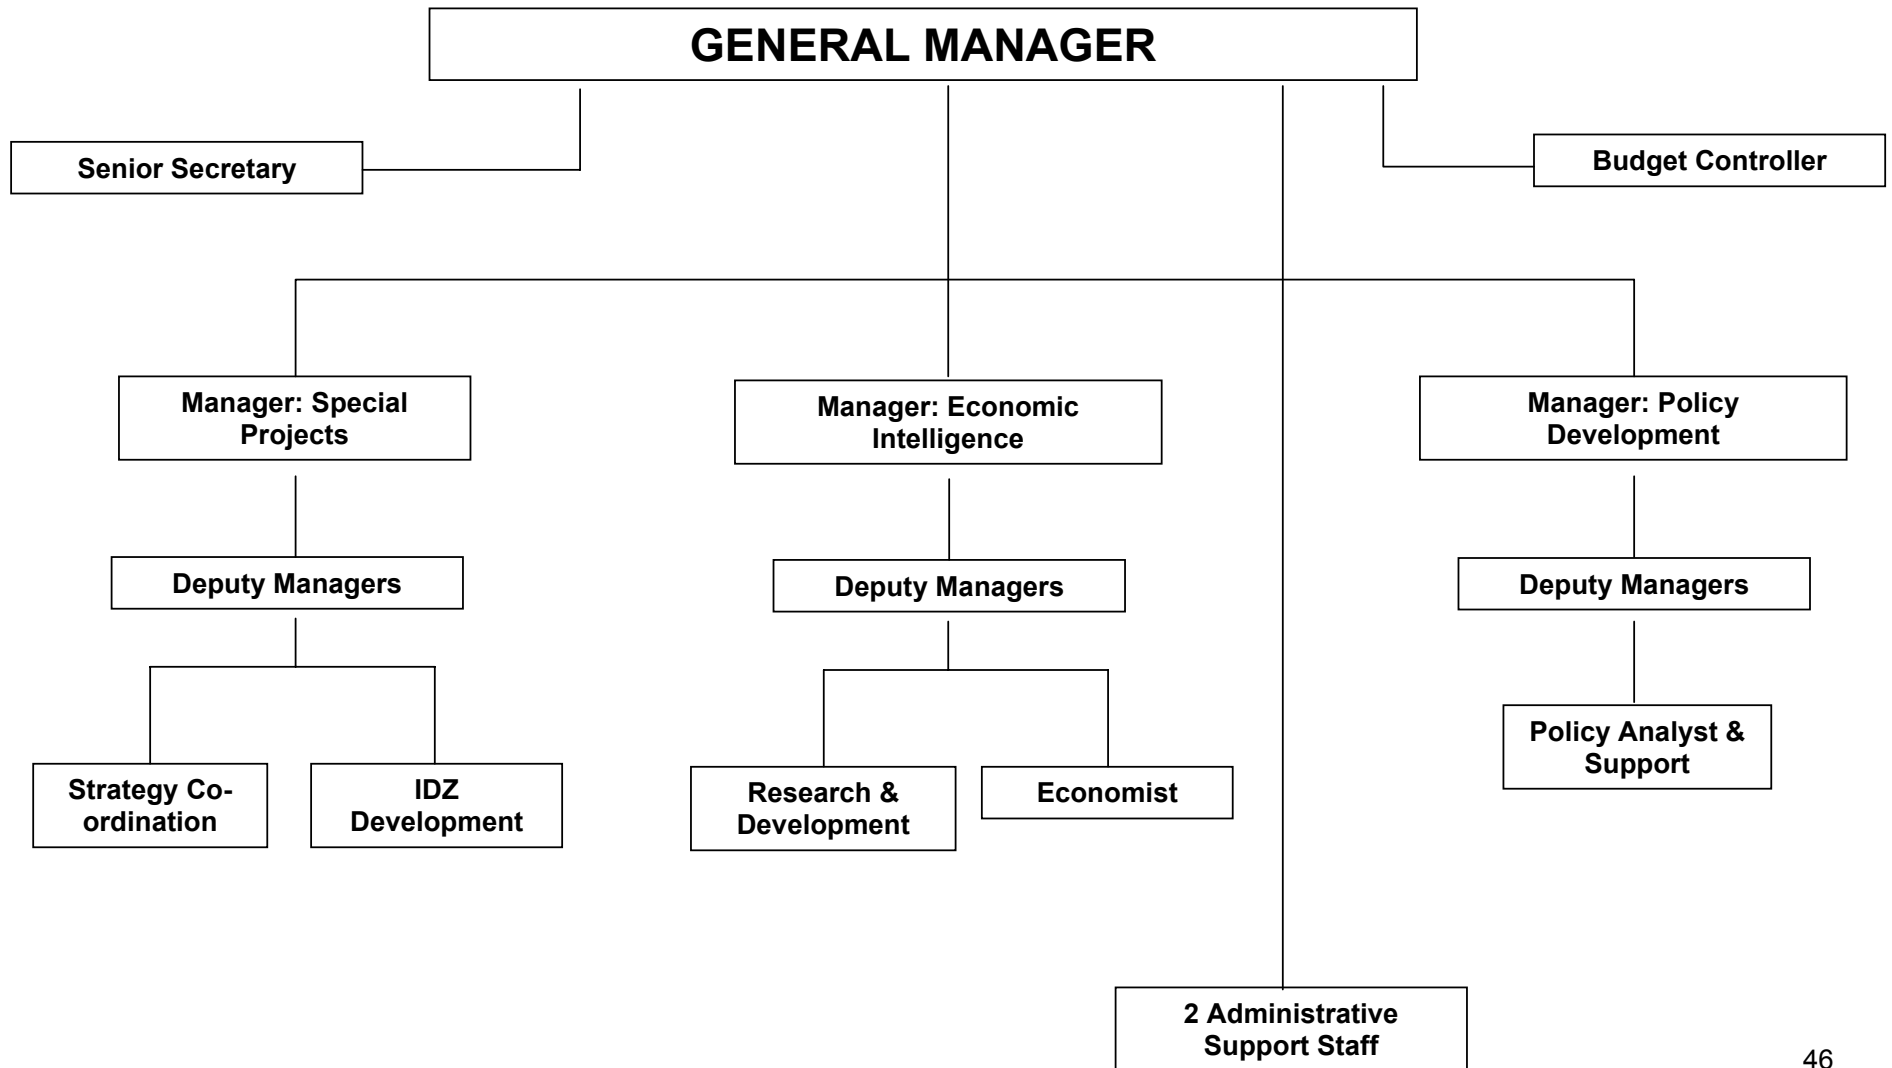 GENERAL MANAGER
Senior Secretary
Budget Controller
Manager: Special
Projects
Manager: Economic
Intelligence
Manager: Policy
Development
Deputy Managers
Deputy Managers
Deputy Managers
Strategy Co-
ordination
IDZ
Development
Research &
Development
Economist
Policy Analyst &
Support
2 Administrative
Support Staff
46